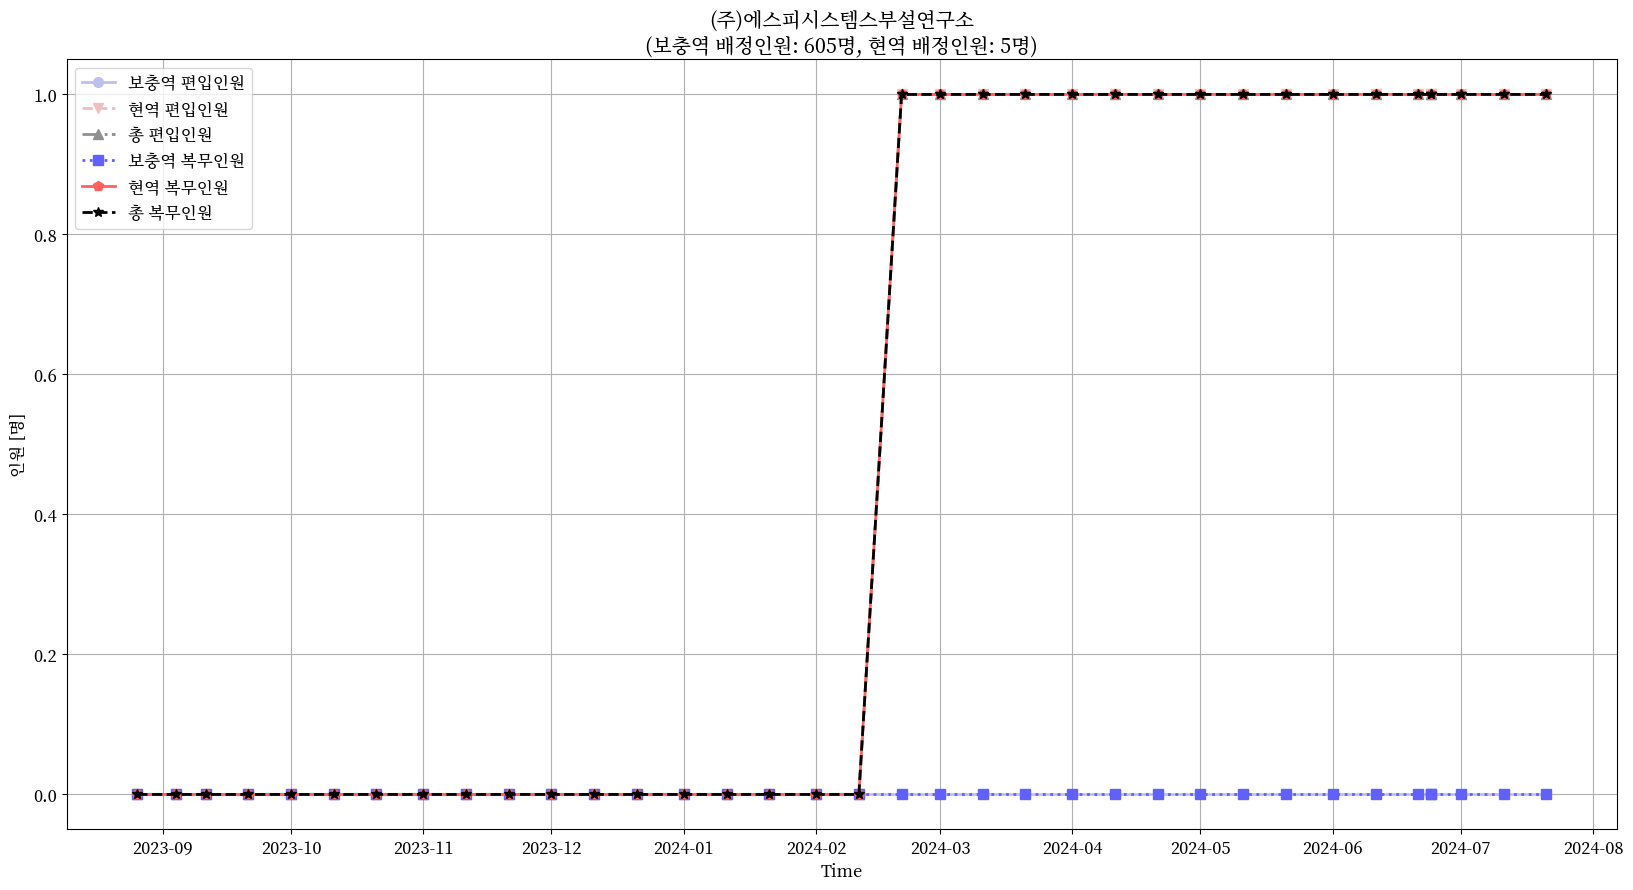 (주)에스피시스템스부설연구소
(보충역 배정인원: 605명, 현역 배정인원: 5명)
보충역 편입인원
현역 편입인원
총 편입인원
보충역 복무인원
현역 복무인원
총 복무인원
인원 [명]
1.0
0.8
0.6
0.4
0.2
0.0
2023-09 2023-10 2023-11 2023-12 2024-01 2024-02 2024-03 2024-04 2024-05 2024-06 2024-07 2024-08
Time